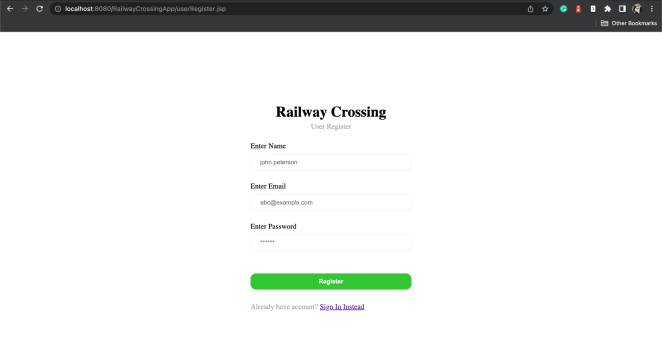 localhost:8080/RailwayCrossingApp/userRegister.jsp
Other Bookmarks
Railway Crossing
User Register
Enter Name
john peterson
Enter Email
abc@example.com
Enter Password
••••••
Register
Already have account? Sign In Instead